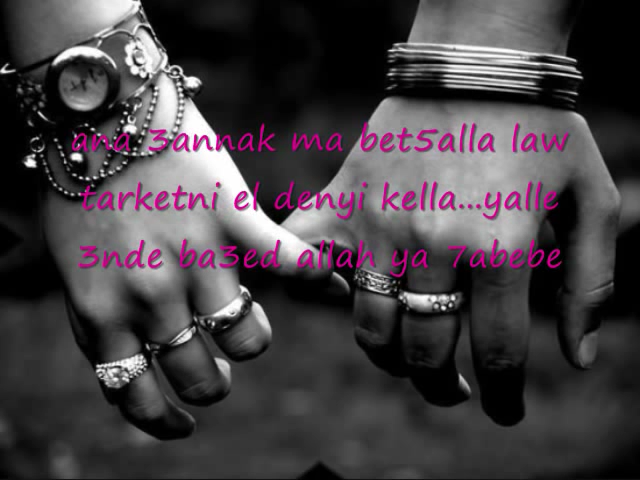 ana 3annak ma bet5alla law
tarketni el denyi kella...yalle
3nde ba3ed allah ya 7abebe